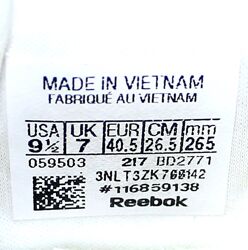 MADE IN VIETNAM
FABRIQUÉ AU VIETNAM
USA UK EUR CM mm
9½ 7 40.5 26.5 265
059503 217 BD2771
3NLT3ZK768142
#116859138
Reebok